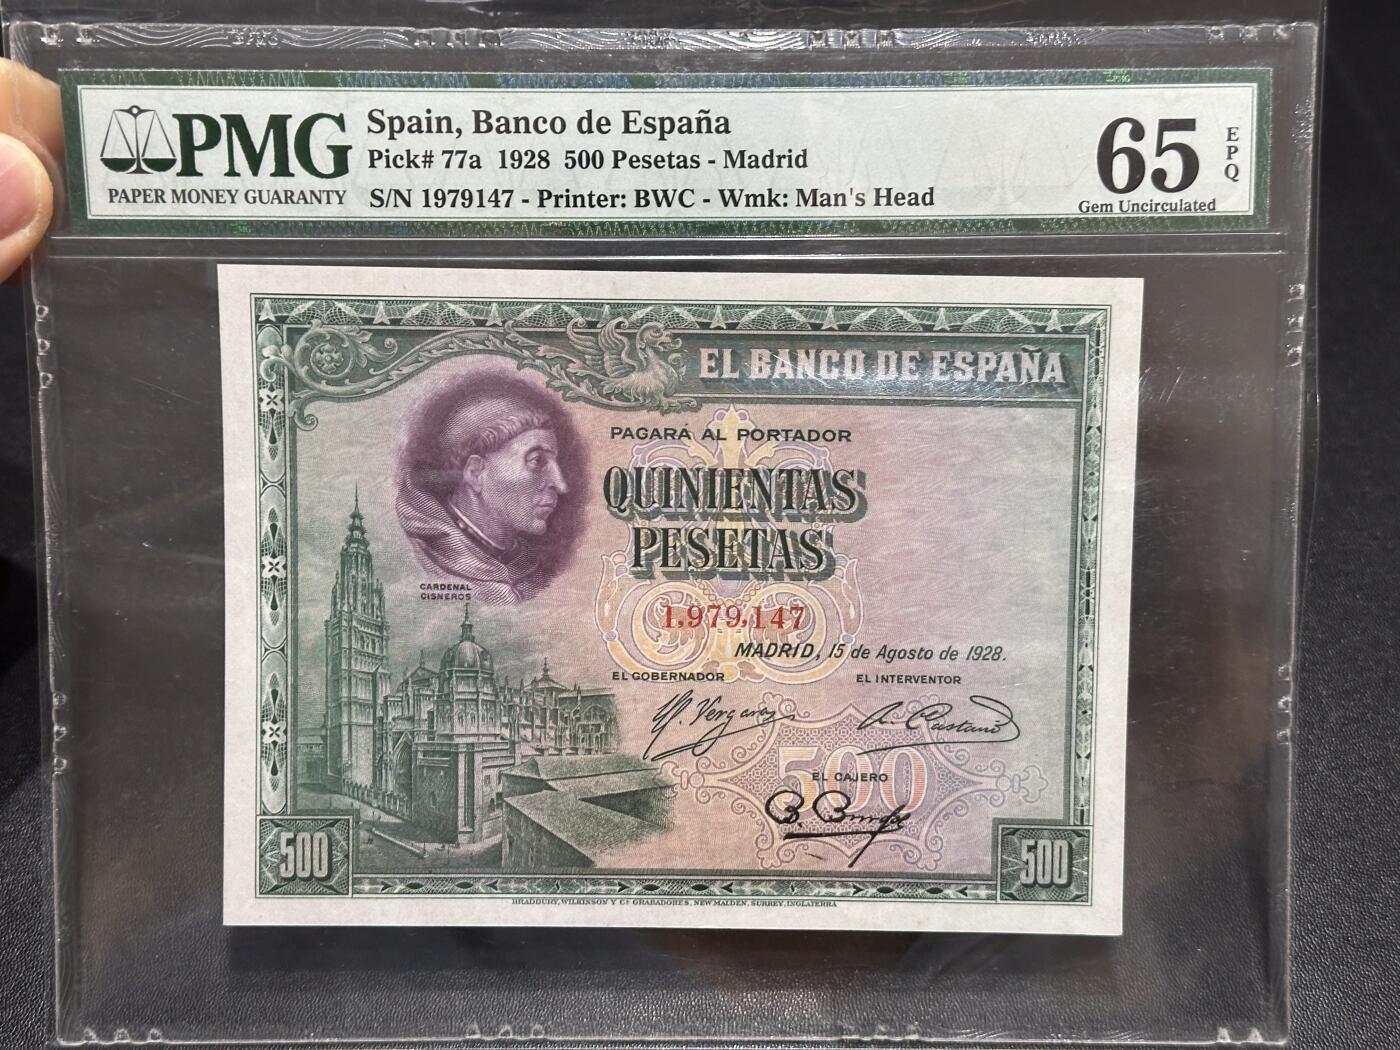 PMG
PAPER MONEY GUARANTY
Spain, Banco de España
Pick# 77a 1928 500 Pesetas - Madrid
S/N 1979147 - Printer: BWC - Wmk: Man's Head
65
EPQ
Gem Uncirculated
EL BANCO DE ESPAÑA
PAGARÁ AL PORTADOR
QUINIENTAS
PESETAS
CARDENAL
CISNEROS
1,979,147
MADRID, 15 de Agosto de 1928.
EL GOBERNADOR
EL INTERVENTOR
500
EL CAJERO
500
500
BRADBURY, WILKINSON Y Cª GRABADORES, NEW MALDEN, SURREY, INGLATERRA